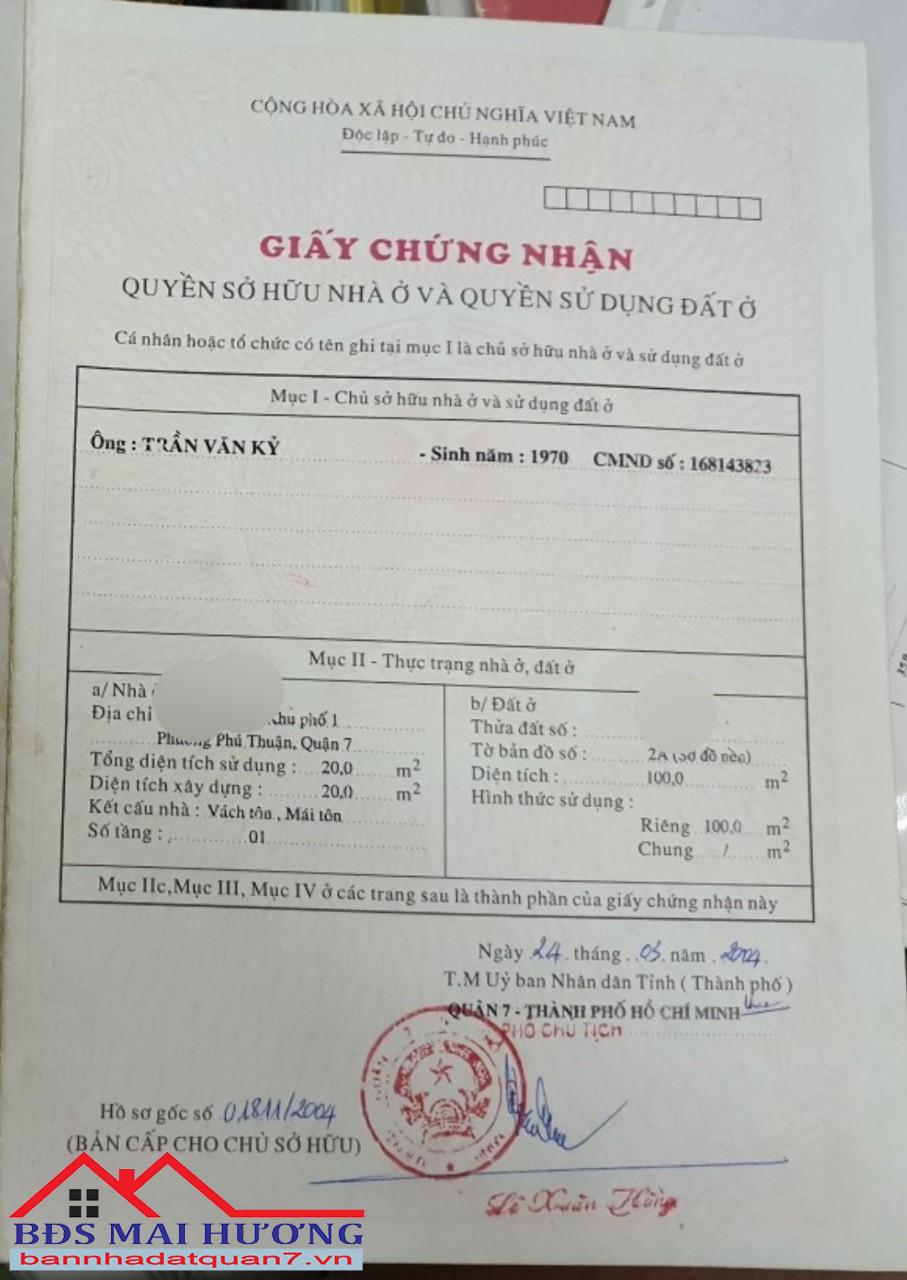 CỘNG HÒA XÃ HỘI CHỦ NGHĨA VIỆT NAM
Độc lập - Tự do - Hạnh phúc
GIẤY CHỨNG NHẬN
QUYỀN SỞ HỮU NHÀ Ở VÀ QUYỀN SỬ DỤNG ĐẤT Ở
Cá nhân hoặc tổ chức có tên ghi tại mục I là chủ sở hữu nhà ở và sử dụng đất ở
Mục I - Chủ sở hữu nhà ở và sử dụng đất ở
Ông : TRẦN VĂN KỶ - Sinh năm : 1970 CMND số : 168143823
Mục II - Thực trạng nhà ở, đất ở
a/ Nhà
Địa chỉ khu phố 1
Phường Phú Thuận, Quận 7
Tổng diện tích sử dụng : 20,0 m²
Diện tích xây dựng : 20,0 m²
Kết cấu nhà : Vách tôn, Mái tôn
Số tầng : 01
b/ Đất ở
Thửa đất số :
Tờ bản đồ số : 2A (sơ đồ nền)
Diện tích : 100,0 m²
Hình thức sử dụng :
Riêng 100,0 m²
Chung / m²
Mục IIc,Mục III, Mục IV ở các trang sau là thành phần của giấy chứng nhận này
Ngày 24 tháng 03 năm 2004
T.M Uỷ ban Nhân dân Tỉnh ( Thành phố )
QUẬN 7 - THÀNH PHỐ HỒ CHÍ MINH
PHÓ CHỦ TỊCH
Hồ sơ gốc số 01811/2004
(BẢN CẤP CHO CHỦ SỞ HỮU)
Lê Xuân Hồng
BĐS MAI HƯƠNG
bannhadatquan7.vn